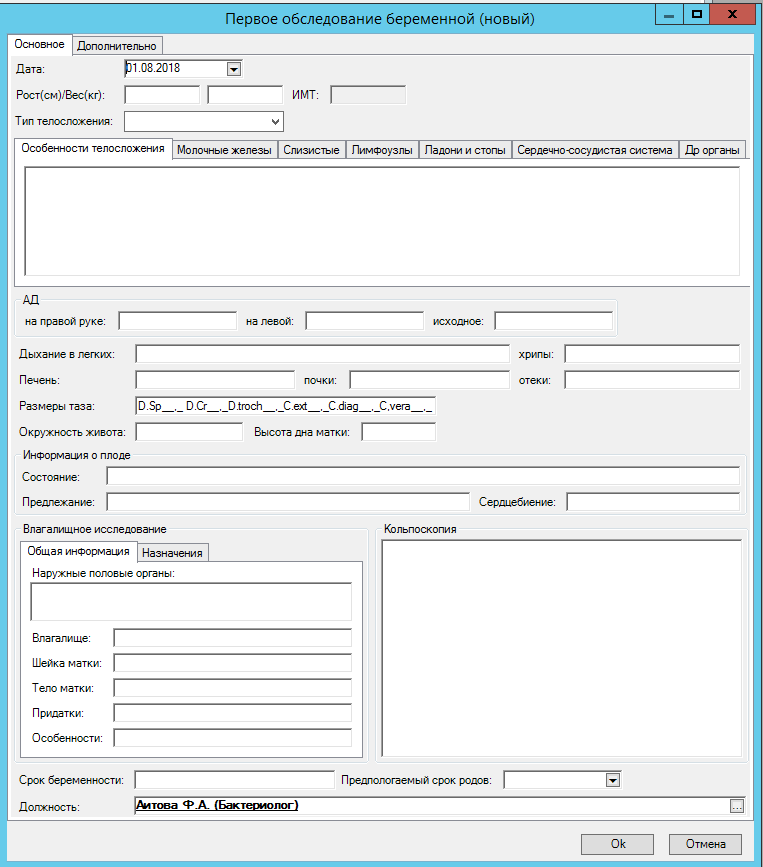 Первое обследование беременной (новый)
Основное Дополнительно
Дата: 01.08.2018
Рост(см)/Вес(кг): ИМТ:
Тип телосложения:
Особенности телосложения Молочные железы Слизистые Лимфоузлы Ладони и стопы Сердечно-сосудистая система Др органы
АД
на правой руке: на левой: исходное:
Дыхание в легких: хрипы:
Печень: почки: отеки:
Размеры таза: D.Sp__,_ D.Cr__,_D.troch__,_C.ext__,_C.diag__,_C,vera__,_
Окружность живота: Высота дна матки:
Информация о плоде
Состояние:
Предлежание: Сердцебиение:
Влагалищное исследование Кольпоскопия
Общая информация Назначения
Наружные половые органы:
Влагалище:
Шейка матки:
Тело матки:
Придатки:
Особенности:
Срок беременности: Предпологаемый срок родов:
Должность: Аитова Ф.А. (Бактериолог) ...
Ok Отмена